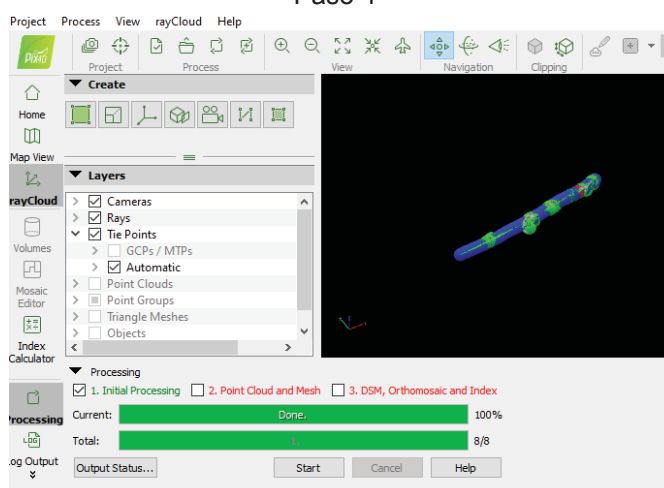 Paso 4
Project Process View rayCloud Help
Pix4D
Project Process View Navigation Clipping
Home
Map View
rayCloud
Volumes
Mosaic
Editor
Index
Calculator
Processing
LOG
og Output
Create
Layers
Cameras
Rays
Tie Points
GCPs / MTPs
Automatic
Point Clouds
Point Groups
Triangle Meshes
Objects
Processing
1. Initial Processing 2. Point Cloud and Mesh 3. DSM, Orthomosaic and Index
Current: Done. 100%
Total: 1. 8/8
Output Status... Start Cancel Help